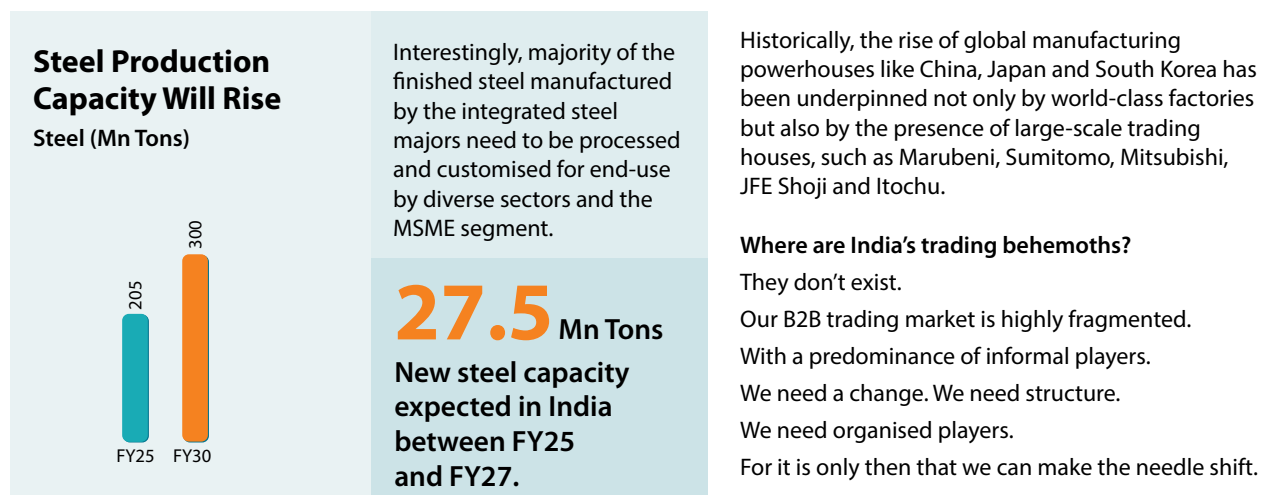 Steel Production
Capacity Will Rise
Steel (Mn Tons)
205
300
FY25
FY30
Interestingly, majority of the
finished steel manufactured
by the integrated steel
majors need to be processed
and customised for end-use
by diverse sectors and the
MSME segment.
27.5 Mn Tons
New steel capacity
expected in India
between FY25
and FY27.
Historically, the rise of global manufacturing
powerhouses like China, Japan and South Korea has
been underpinned not only by world-class factories
but also by the presence of large-scale trading
houses, such as Marubeni, Sumitomo, Mitsubishi,
JFE Shoji and Itochu.
Where are India’s trading behemoths?
They don’t exist.
Our B2B trading market is highly fragmented.
With a predominance of informal players.
We need a change. We need structure.
We need organised players.
For it is only then that we can make the needle shift.